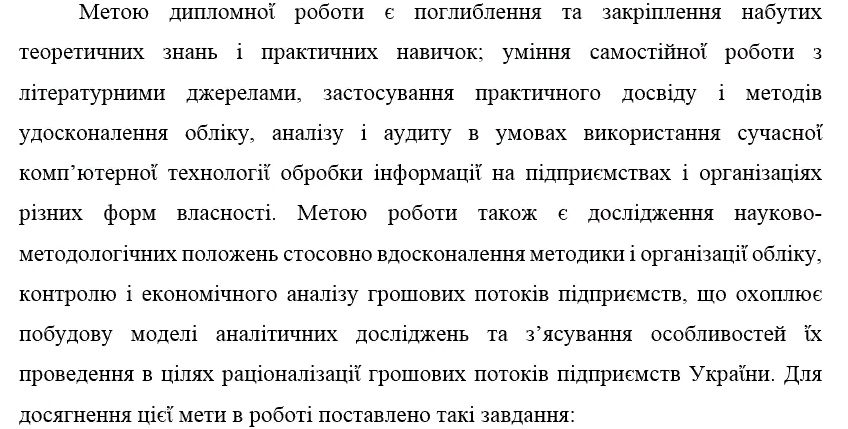 Метою дипломної роботи є поглиблення та закріплення набутих
теоретичних знань і практичних навичок; уміння самостійної роботи з
літературними джерелами, застосування практичного досвіду і методів
удосконалення обліку, аналізу і аудиту в умовах використання сучасної
комп’ютерної технології обробки інформації на підприємствах і організаціях
різних форм власності. Метою роботи також є дослідження науково-
методологічних положень стосовно вдосконалення методики і організації обліку,
контролю і економічного аналізу грошових потоків підприємств, що охоплює
побудову моделі аналітичних досліджень та з’ясування особливостей їх
проведення в цілях раціоналізації грошових потоків підприємств України. Для
досягнення цієї мети в роботі поставлено такі завдання: